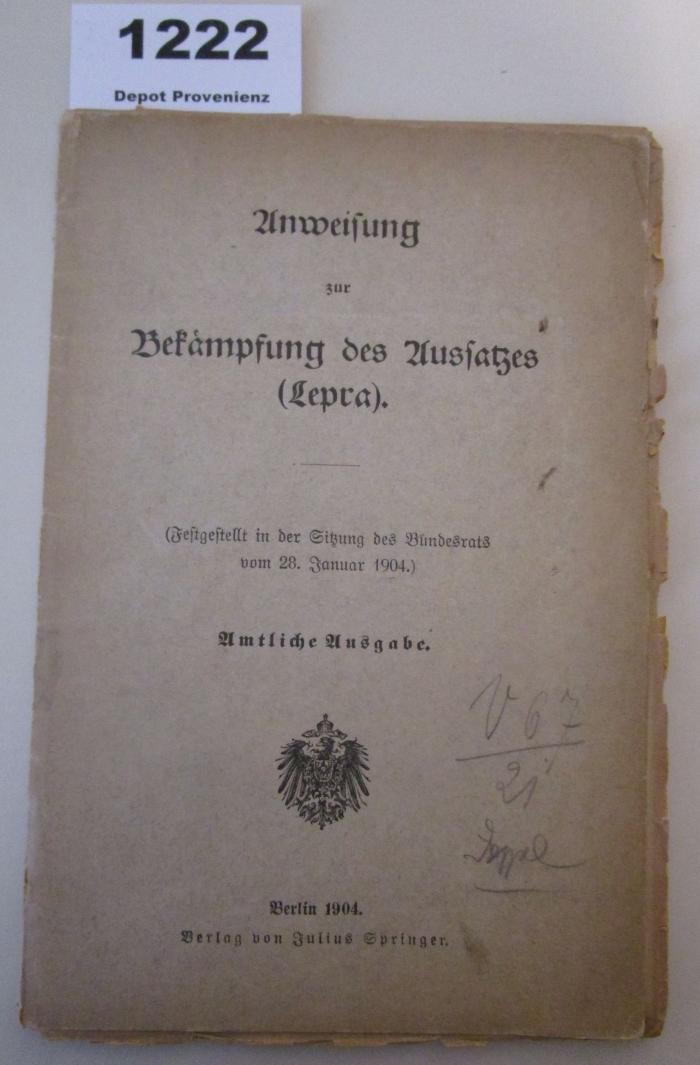 1222
Depot Provenienz
Anweisung
zur
Bekämpfung des Aussatzes
(Lepra).
(Festgestellt in der Sitzung des Bundesrats
vom 28. Januar 1904.)
Amtliche Ausgabe.
V 67
21
Doppel
Berlin 1904.
Verlag von Julius Springer.